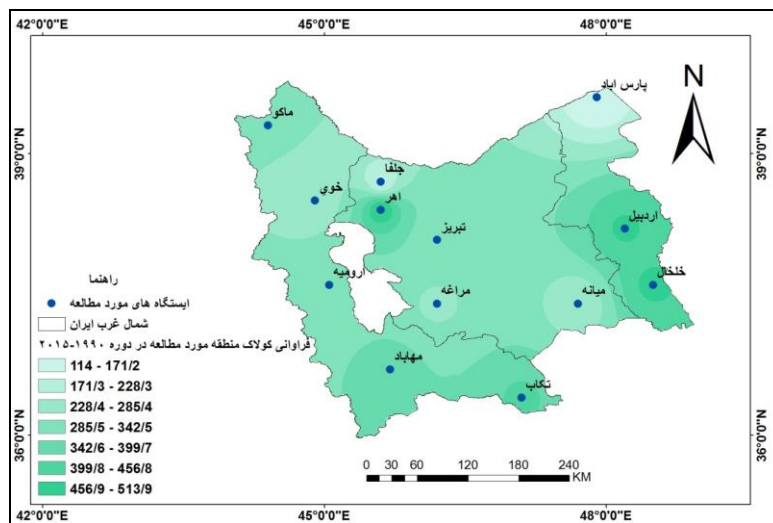 42°0'0"E 45°0'0"E 48°0'0"E
N
پارس اباد
ماکو
39°0'0"N 39°0'0"N
جلفا
خوي
اهر
اردبیل
تبریز
خلخال
ارومیه
میانه
مراغه
مهاباد
تکاب
راهنما
ایستگاه های مورد مطالعه
شمال غرب ایران
فراوانی کولاک منطقه مورد مطالعه در دوره ۱۹۹۰-۲۰۱۵
114 - 171/2
171/3 - 228/3
228/4 - 285/4
285/5 - 342/5
342/6 - 399/7
399/8 - 456/8
456/9 - 513/9
36°0'0"N 36°0'0"N
0 30 60 120 180 240
KM
42°0'0"E 45°0'0"E 48°0'0"E